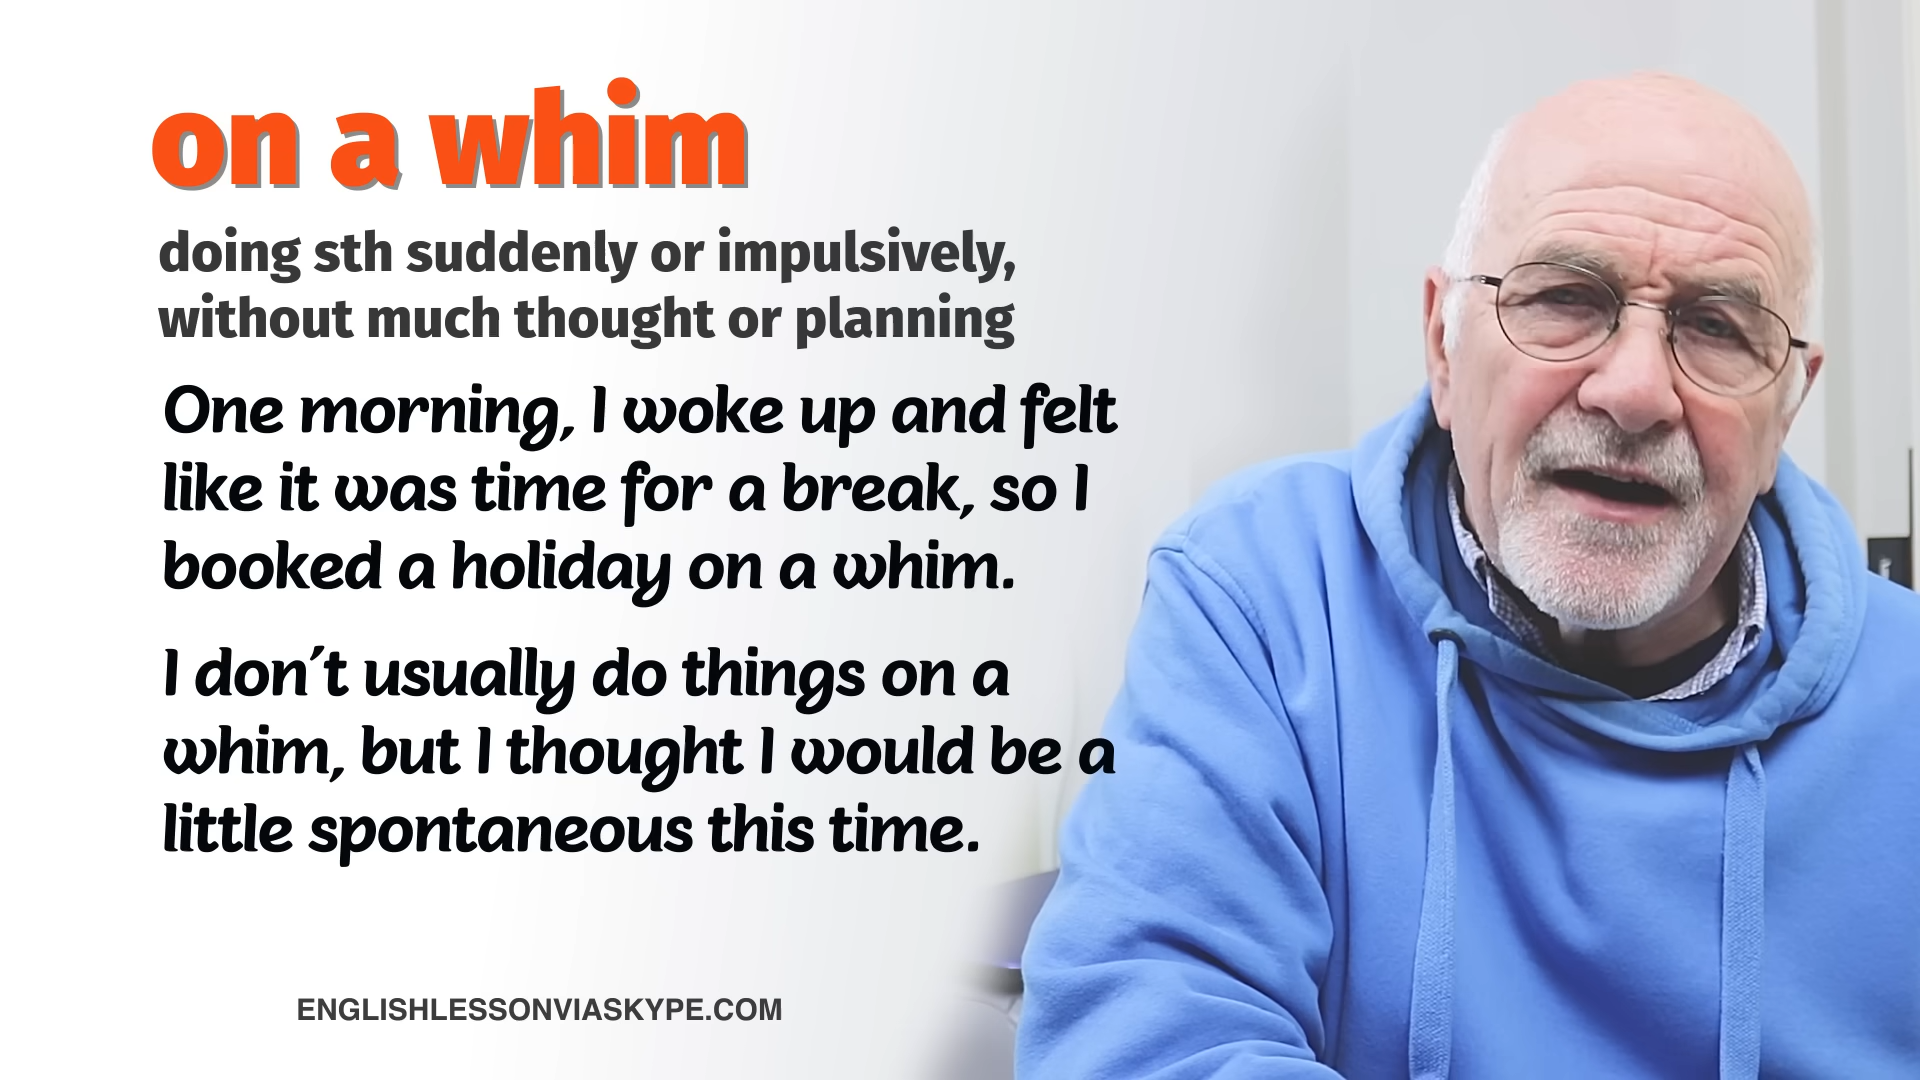 on a whim
doing sth suddenly or impulsively,
without much thought or planning
One morning, I woke up and felt
like it was time for a break, so I
booked a holiday on a whim.
I don´t usually do things on a
whim, but I thought I would be a
little spontaneous this time.
ENGLISHLESSONVIASKYPE.COM